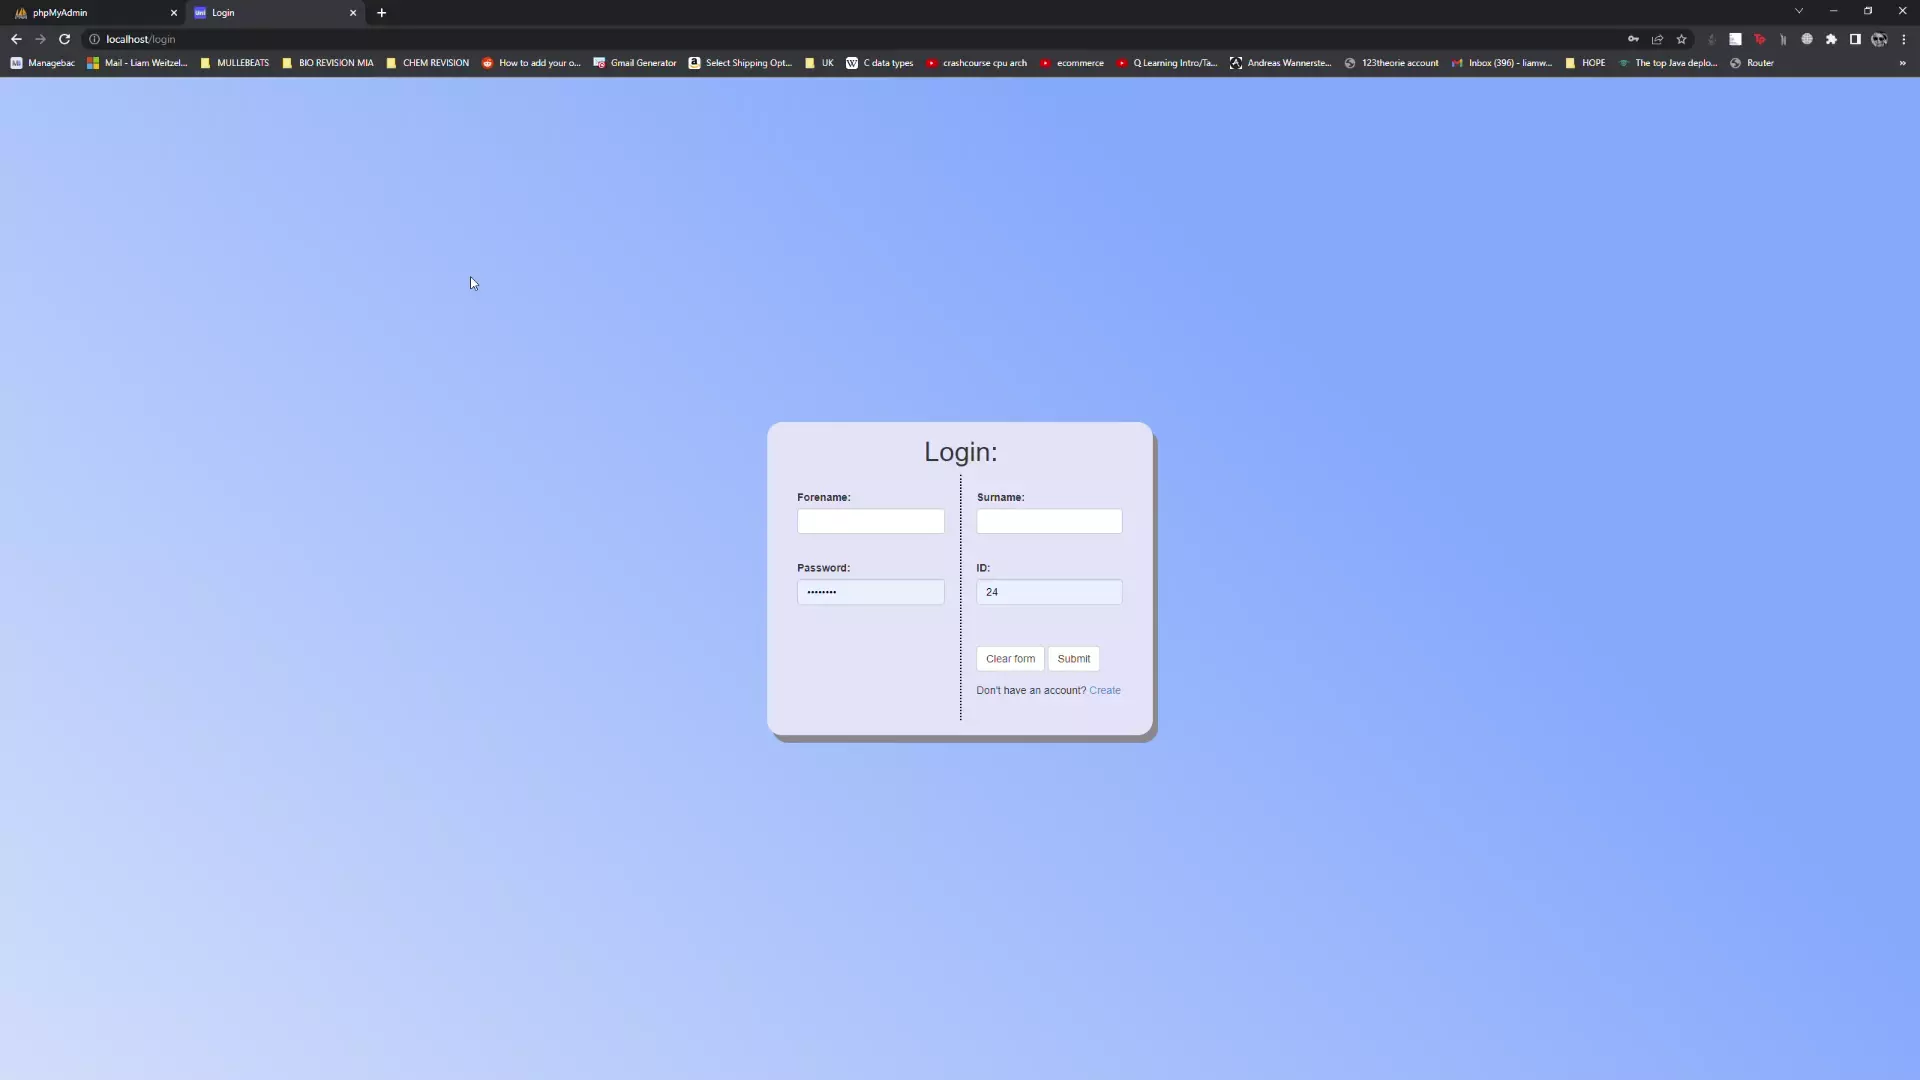 phpMyAdmin
Login
localhost/login
Managebac
Mail - Liam Weitzel...
MULLEBEATS
BIO REVISION MIA
CHEM REVISION
How to add your o...
Gmail Generator
Select Shipping Opt...
UK
C data types
crashcourse cpu arch
ecommerce
Q Learning Intro/Ta...
Andreas Wannerste...
123theorie account
Inbox (396) - liamw...
HOPE
The top Java deplo...
Router
Login:
Forename: Surname:
Password: ID:
•••••••• 24
Clear form Submit
Don't have an account? Create